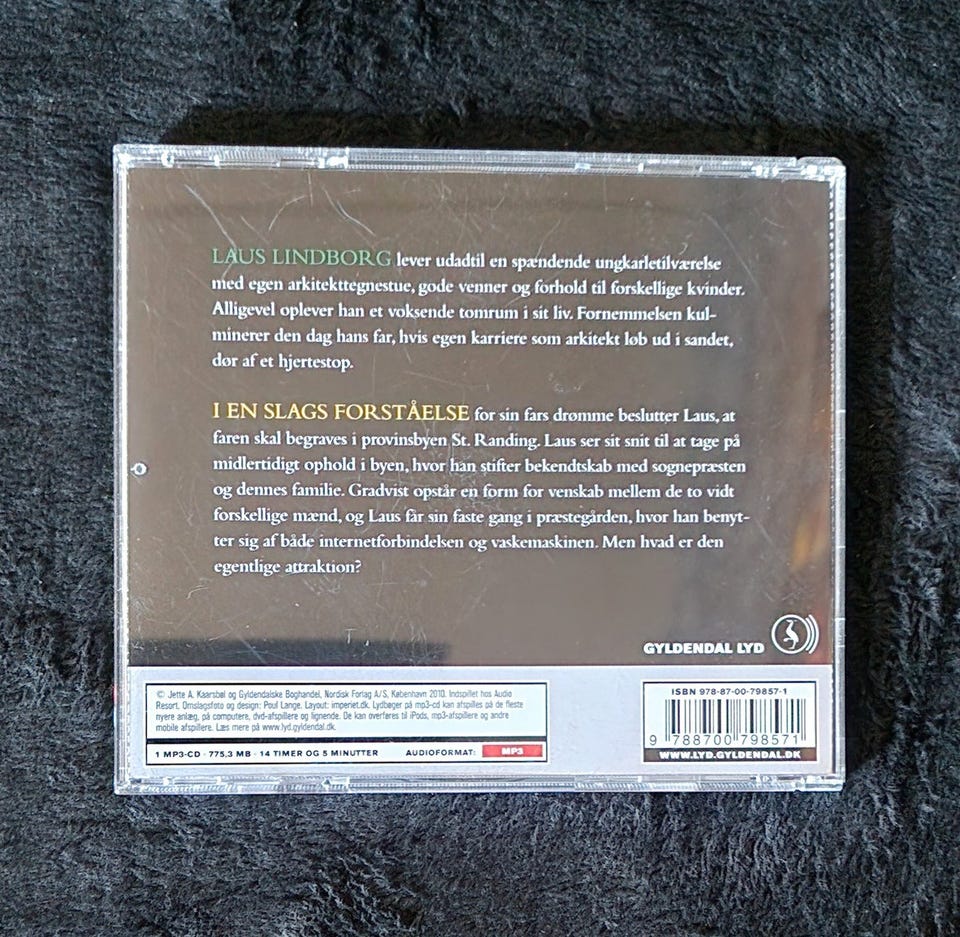 LAUS LINDBORG lever udadtil en spændende ungkarletilværelse
med egen arkitekttegnestue, gode venner og forhold til forskellige kvinder.
Alligevel oplever han et voksende tomrum i sit liv. Fornemmelsen kul-
minerer den dag hans far, hvis egen karriere som arkitekt løb ud i sandet,
dør af et hjertestop.
I EN SLAGS FORSTÅELSE for sin fars drømme beslutter Laus, at
faren skal begraves i provinsbyen St. Randing. Laus ser sit snit til at tage på
midlertidigt ophold i byen, hvor han stifter bekendtskab med sognepræsten
og dennes familie. Gradvist opstår en form for venskab mellem de to vidt
forskellige mænd, og Laus får sin faste gang i præstegården, hvor han benyt-
ter sig af både internetforbindelsen og vaskemaskinen. Men hvad er den
egentlige attraktion?
GYLDENDAL LYD
© Jette A. Kaarsbøl og Gyldendalske Boghandel, Nordisk Forlag A/S, København 2010. Indspillet hos Audio
Resort. Omslagsfoto og design: Poul Lange. Layout: imperiet.dk. Lydbøger på mp3-cd kan afspilles på de fleste
nyere anlæg, på computere, dvd-afspillere og lignende. De kan overføres til iPods, mp3-afspillere og andre
mobile afspillere. Læs mere på www.lyd.gyldendal.dk.
1 MP3-CD · 775,3 MB · 14 TIMER OG 5 MINUTTER AUDIOFORMAT: MP3
ISBN 978-87-00-79857-1
9 788700 798571
WWW.LYD.GYLDENDAL.DK